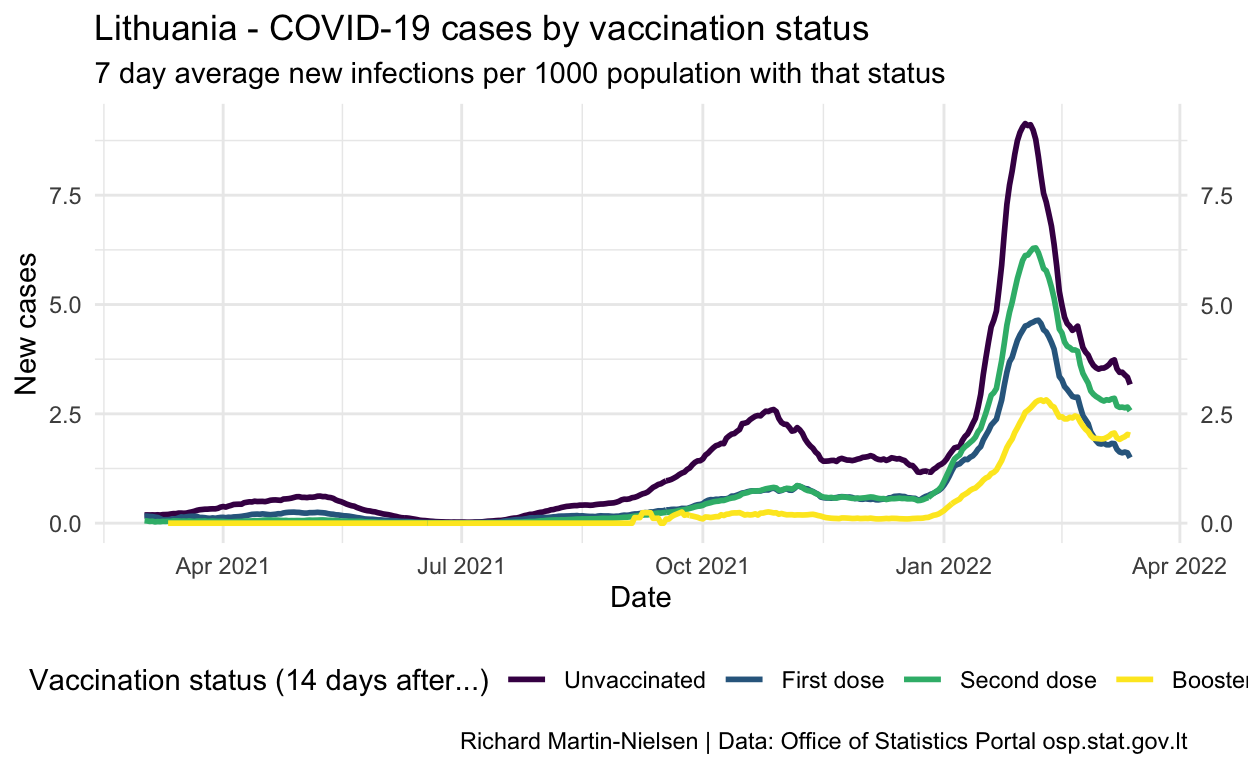 Lithuania - COVID-19 cases by vaccination status
7 day average new infections per 1000 population with that status
New cases
7.5 7.5
5.0 5.0
2.5 2.5
0.0 0.0
Apr 2021 Jul 2021 Oct 2021 Jan 2022 Apr 2022
Date
Vaccination status (14 days after...) Unvaccinated First dose Second dose Booster
Richard Martin-Nielsen | Data: Office of Statistics Portal osp.stat.gov.lt